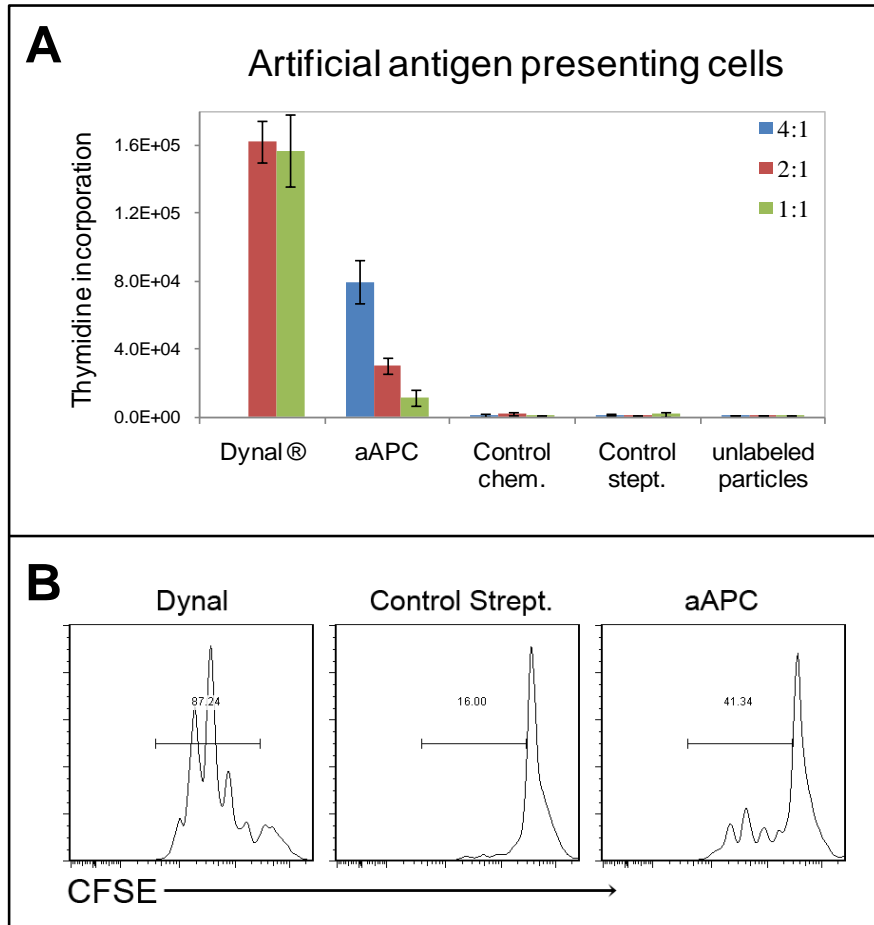 A
Artificial antigen presenting cells
Thymidine incorporation
1.6E+05
1.2E+05
8.0E+04
4.0E+04
0.0E+00
4:1
2:1
1:1
Dynal ®
aAPC
Control
chem.
Control
stept.
unlabeled
particles
B
Dynal
Control Strept.
aAPC
87.24
16.00
41.34
CFSE